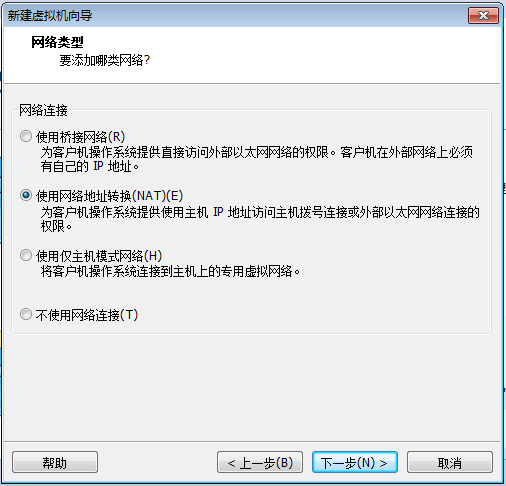 新建虚拟机向导
网络类型
要添加哪类网络?
网络连接
使用桥接网络(R)
为客户机操作系统提供直接访问外部以太网网络的权限。客户机在外部网络上必须
有自己的 IP 地址。
使用网络地址转换(NAT)(E)
为客户机操作系统提供使用主机 IP 地址访问主机拨号连接或外部以太网网络连接的
权限。
使用仅主机模式网络(H)
将客户机操作系统连接到主机上的专用虚拟网络。
不使用网络连接(T)
帮助
< 上一步(B)
下一步(N) >
取消